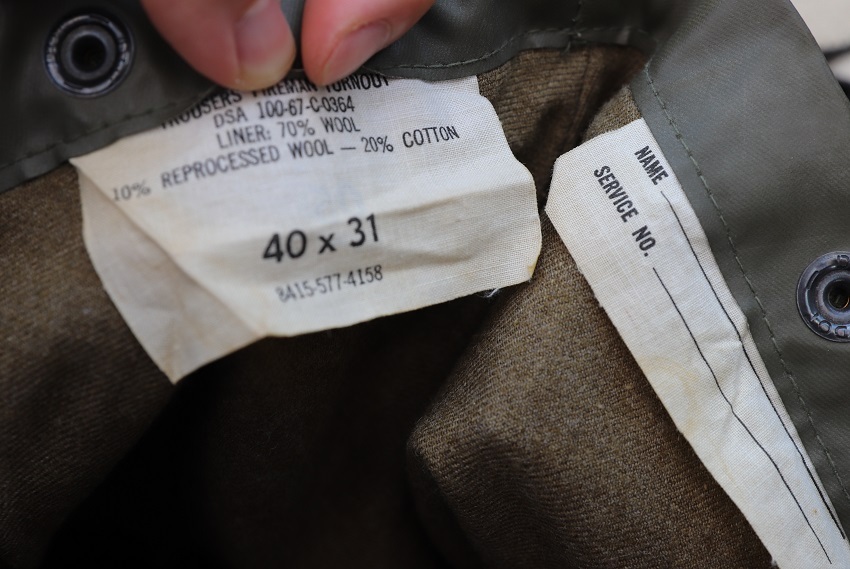 TROUSERS FIREMAN TURNOUT
DSA 100-67-C-0364
LINER: 70% WOOL
10% REPROCESSED WOOL — 20% COTTON
40 x 31
8415-577-4158
NAME
SERVICE NO.